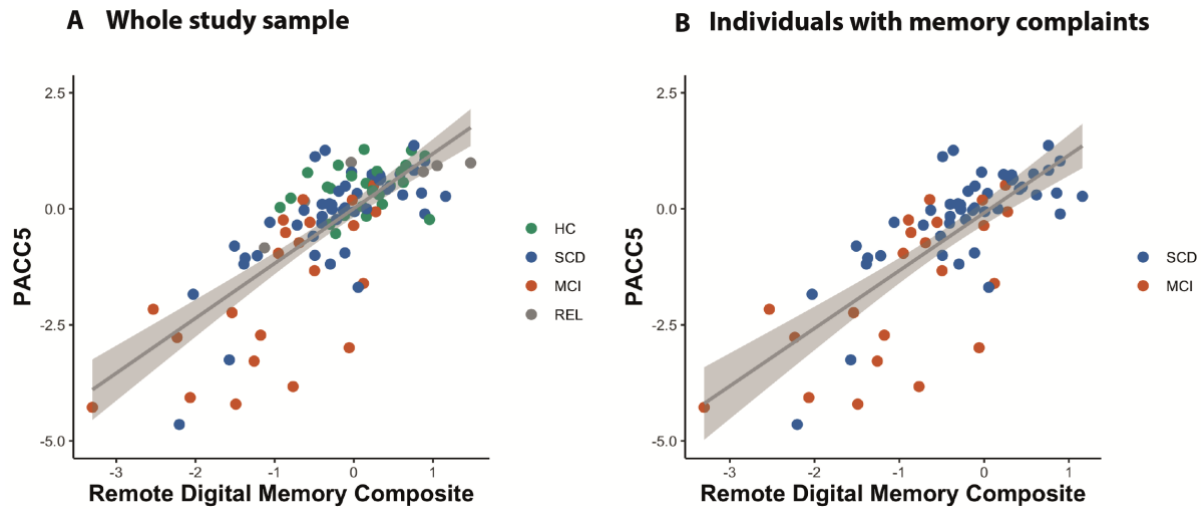 A Whole study sample
2.5
0.0
-2.5
-5.0
PACC5
-3 -2 -1 0 1
Remote Digital Memory Composite
HC
SCD
MCI
REL
B Individuals with memory complaints
2.5
0.0
-2.5
-5.0
PACC5
-3 -2 -1 0 1
Remote Digital Memory Composite
SCD
MCI